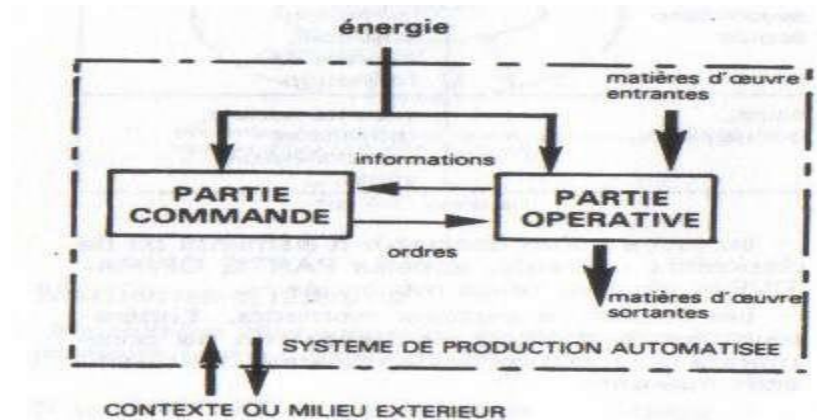 énergie
matières d'œuvre
entrantes
informations
PARTIE
COMMANDE
PARTIE
OPERATIVE
ordres
matières d'œuvre
sortantes
SYSTEME DE PRODUCTION AUTOMATISEE
CONTEXTE OU MILIEU EXTERIEUR